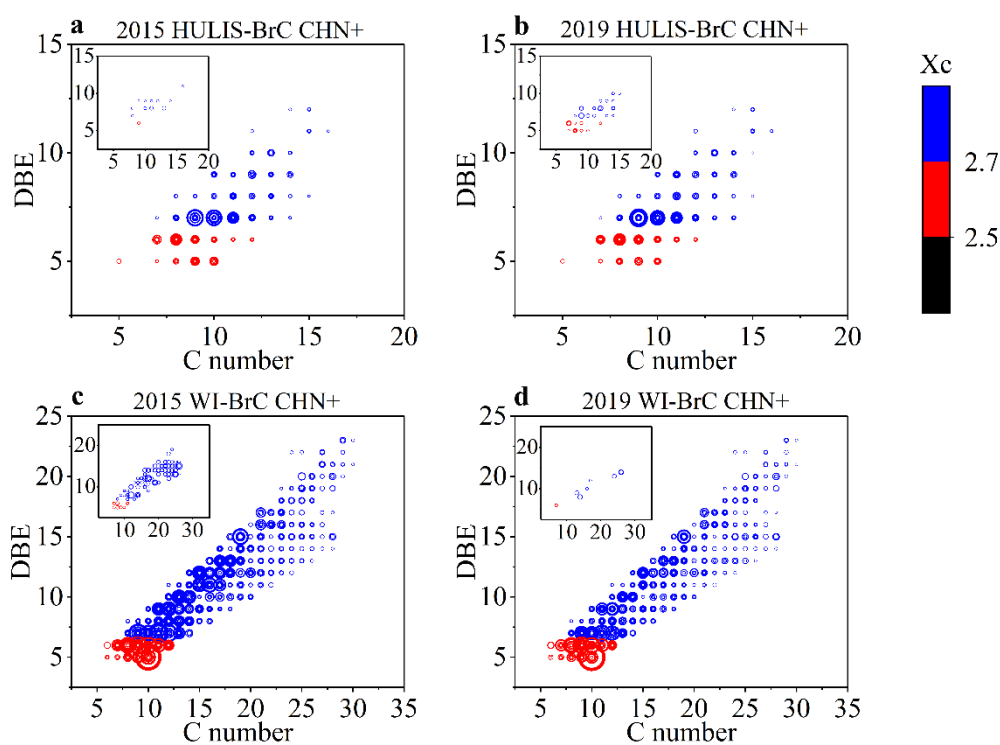 a 2015 HULIS-BrC CHN+
15
10
5
DBE
15
10
5
5 10 15 20
5 10 15 20
C number
b 2019 HULIS-BrC CHN+
15
10
5
DBE
15
10
5
5 10 15 20
5 10 15 20
C number
Xc
2.7
2.5
c 2015 WI-BrC CHN+
25
20
15
10
5
DBE
20
10
10 20 30
5 10 15 20 25 30 35
C number
d 2019 WI-BrC CHN+
25
20
15
10
5
DBE
20
10
10 20 30
5 10 15 20 25 30 35
C number